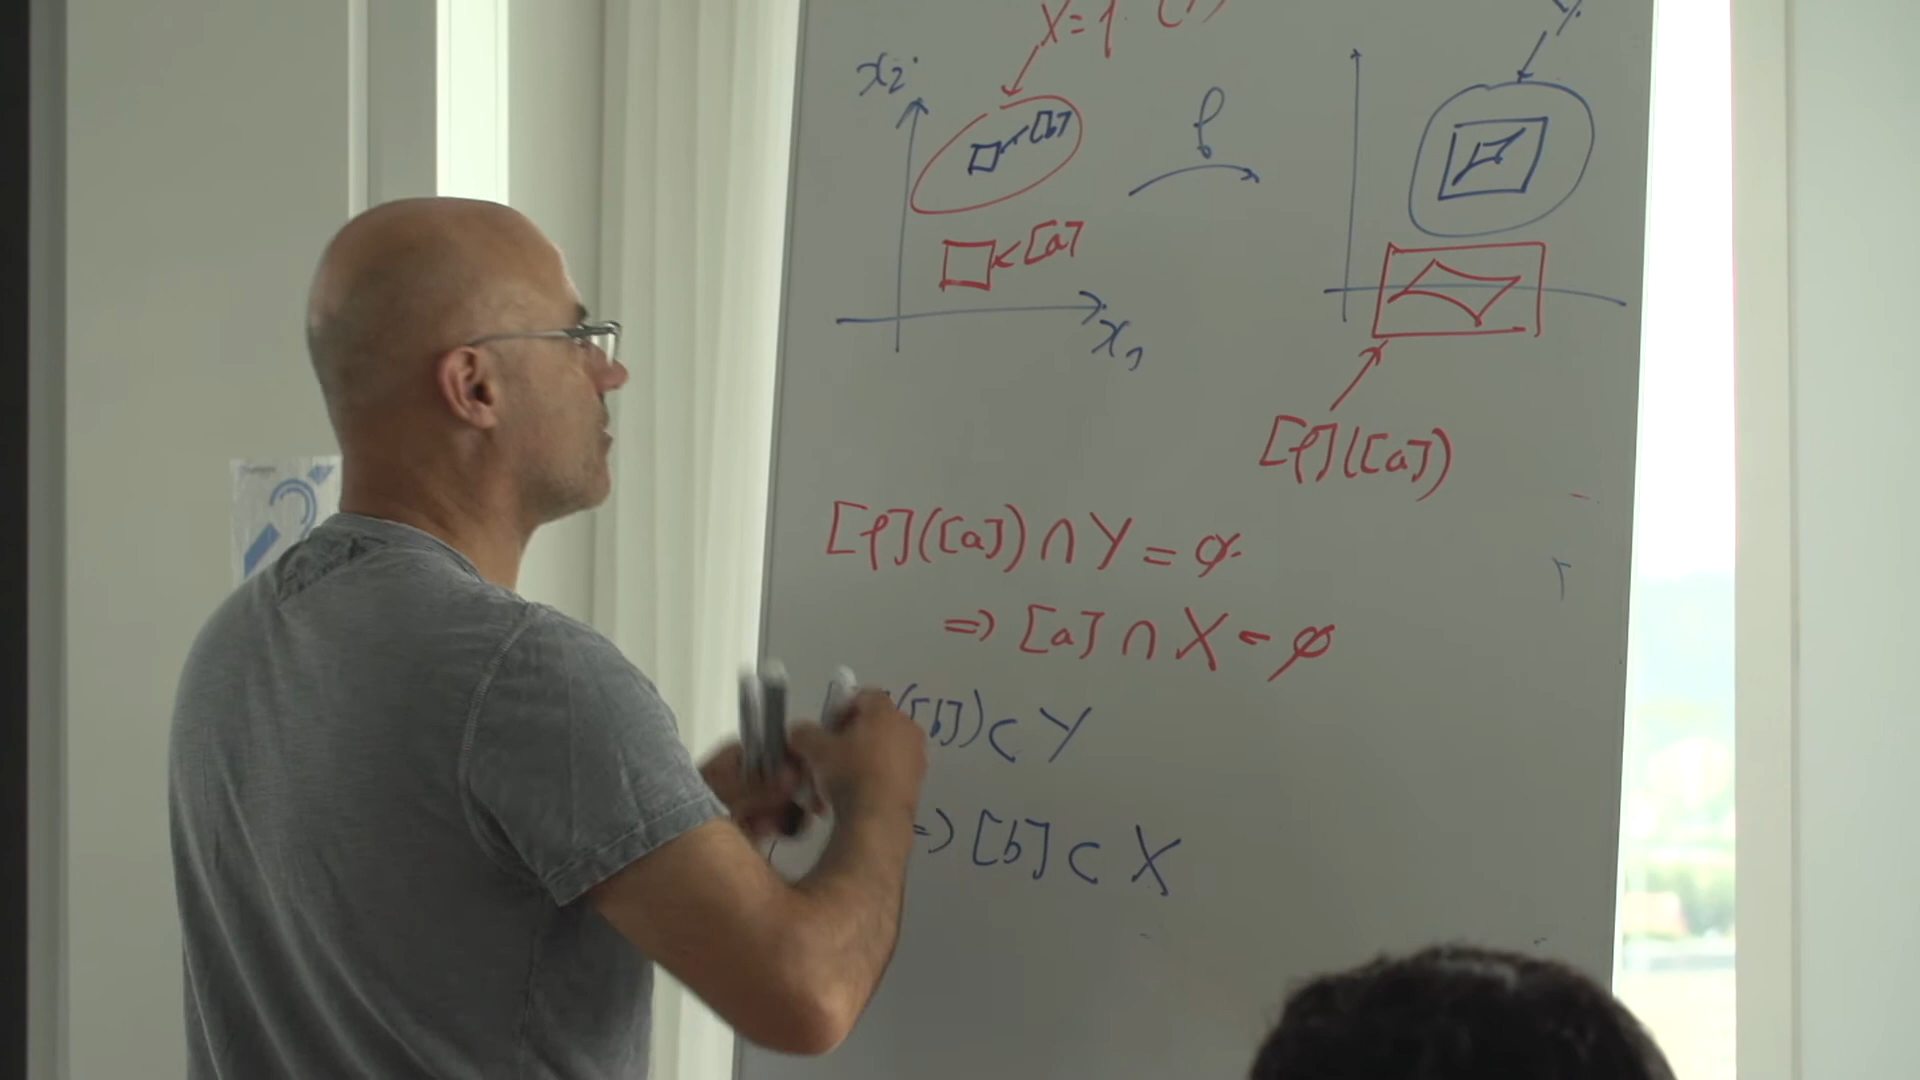 X = f
x₂
[b]
f
[a]
x₁
[f]([a])
[f]([a]) ∩ Y = ∅
⇒ [a] ∩ X = ∅
([b]) ⊂ Y
⇒ [b] ⊂ X